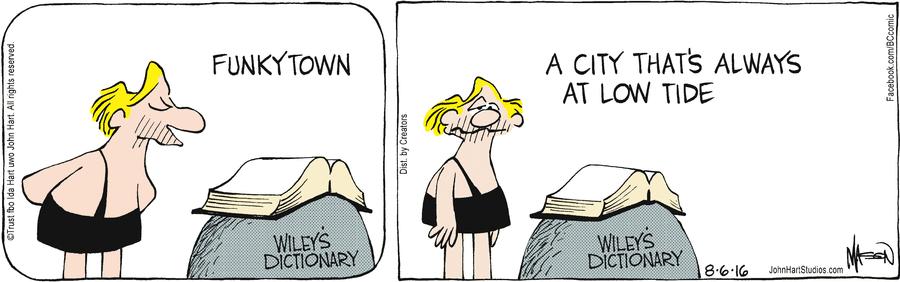 ©Trust fbo Ida Hart uwo John Hart. All rights reserved.
FUNKYTOWN
WILEY'S
DICTIONARY
Dist. by Creators
A CITY THAT'S ALWAYS
AT LOW TIDE
WILEY'S
DICTIONARY
8•6•16
JohnHartStudios.com
MASON
Facebook.com/BCcomic